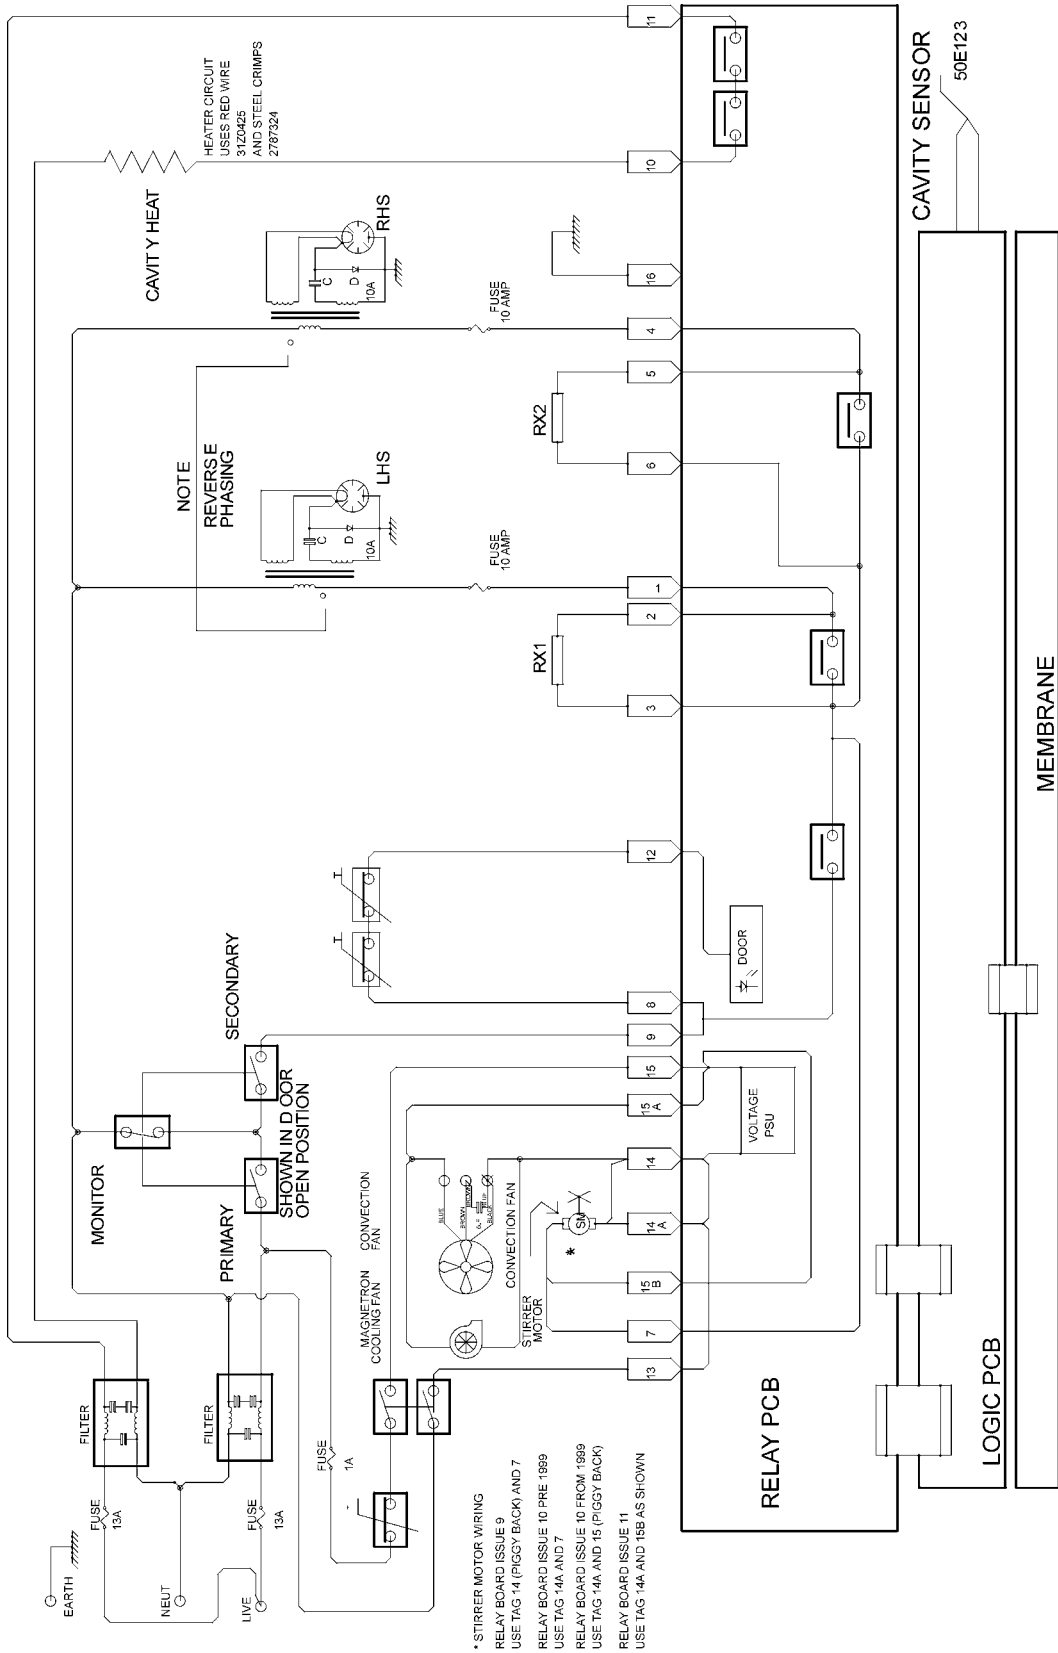 EARTH
NEUT
LIVE
FUSE
13A
FUSE
13A
FILTER
FILTER
FUSE
1A
MONITOR
PRIMARY
SECONDARY
SHOWN IN D OOR
OPEN POSITION
MAGNETRON
COOLING FAN
CONVECTION
FAN
BLUE
BROWN
BROWN
6uF
BLACK
CONVECTION FAN
STIRRER
MOTOR
SM
*
NOTE
REVERSE
PHASING
LHS
C
D
10A
RHS
C
D
10A
CAVIT Y HEAT
HEATER CIRCUIT
USES RED WIRE
31Z0425
AND STEEL CRIMPS
2787324
FUSE
10 AMP
FUSE
10 AMP
RX1
RX2
13
7
15
B
14
A
14
15
A
15
9
8
12
3
2
1
6
5
4
16
10
11
VOLTAGE
PSU
DOOR
RELAY PCB
LOGIC PCB
MEMBRANE
CAVITY SENSOR
50E123
* STIRRER MOTOR WIRING
RELAY BOARD ISSUE 9
USE TAG 14 (PIGGY BACK) AND 7
RELAY BOARD ISSUE 10 PRE 1999
USE TAG 14A AND 7
RELAY BOARD ISSUE 10 FROM 1999
USE TAG 14A AND 15 (PIGGY BACK)
RELAY BOARD ISSUE 11
USE TAG 14A AND 15B AS SHOWN